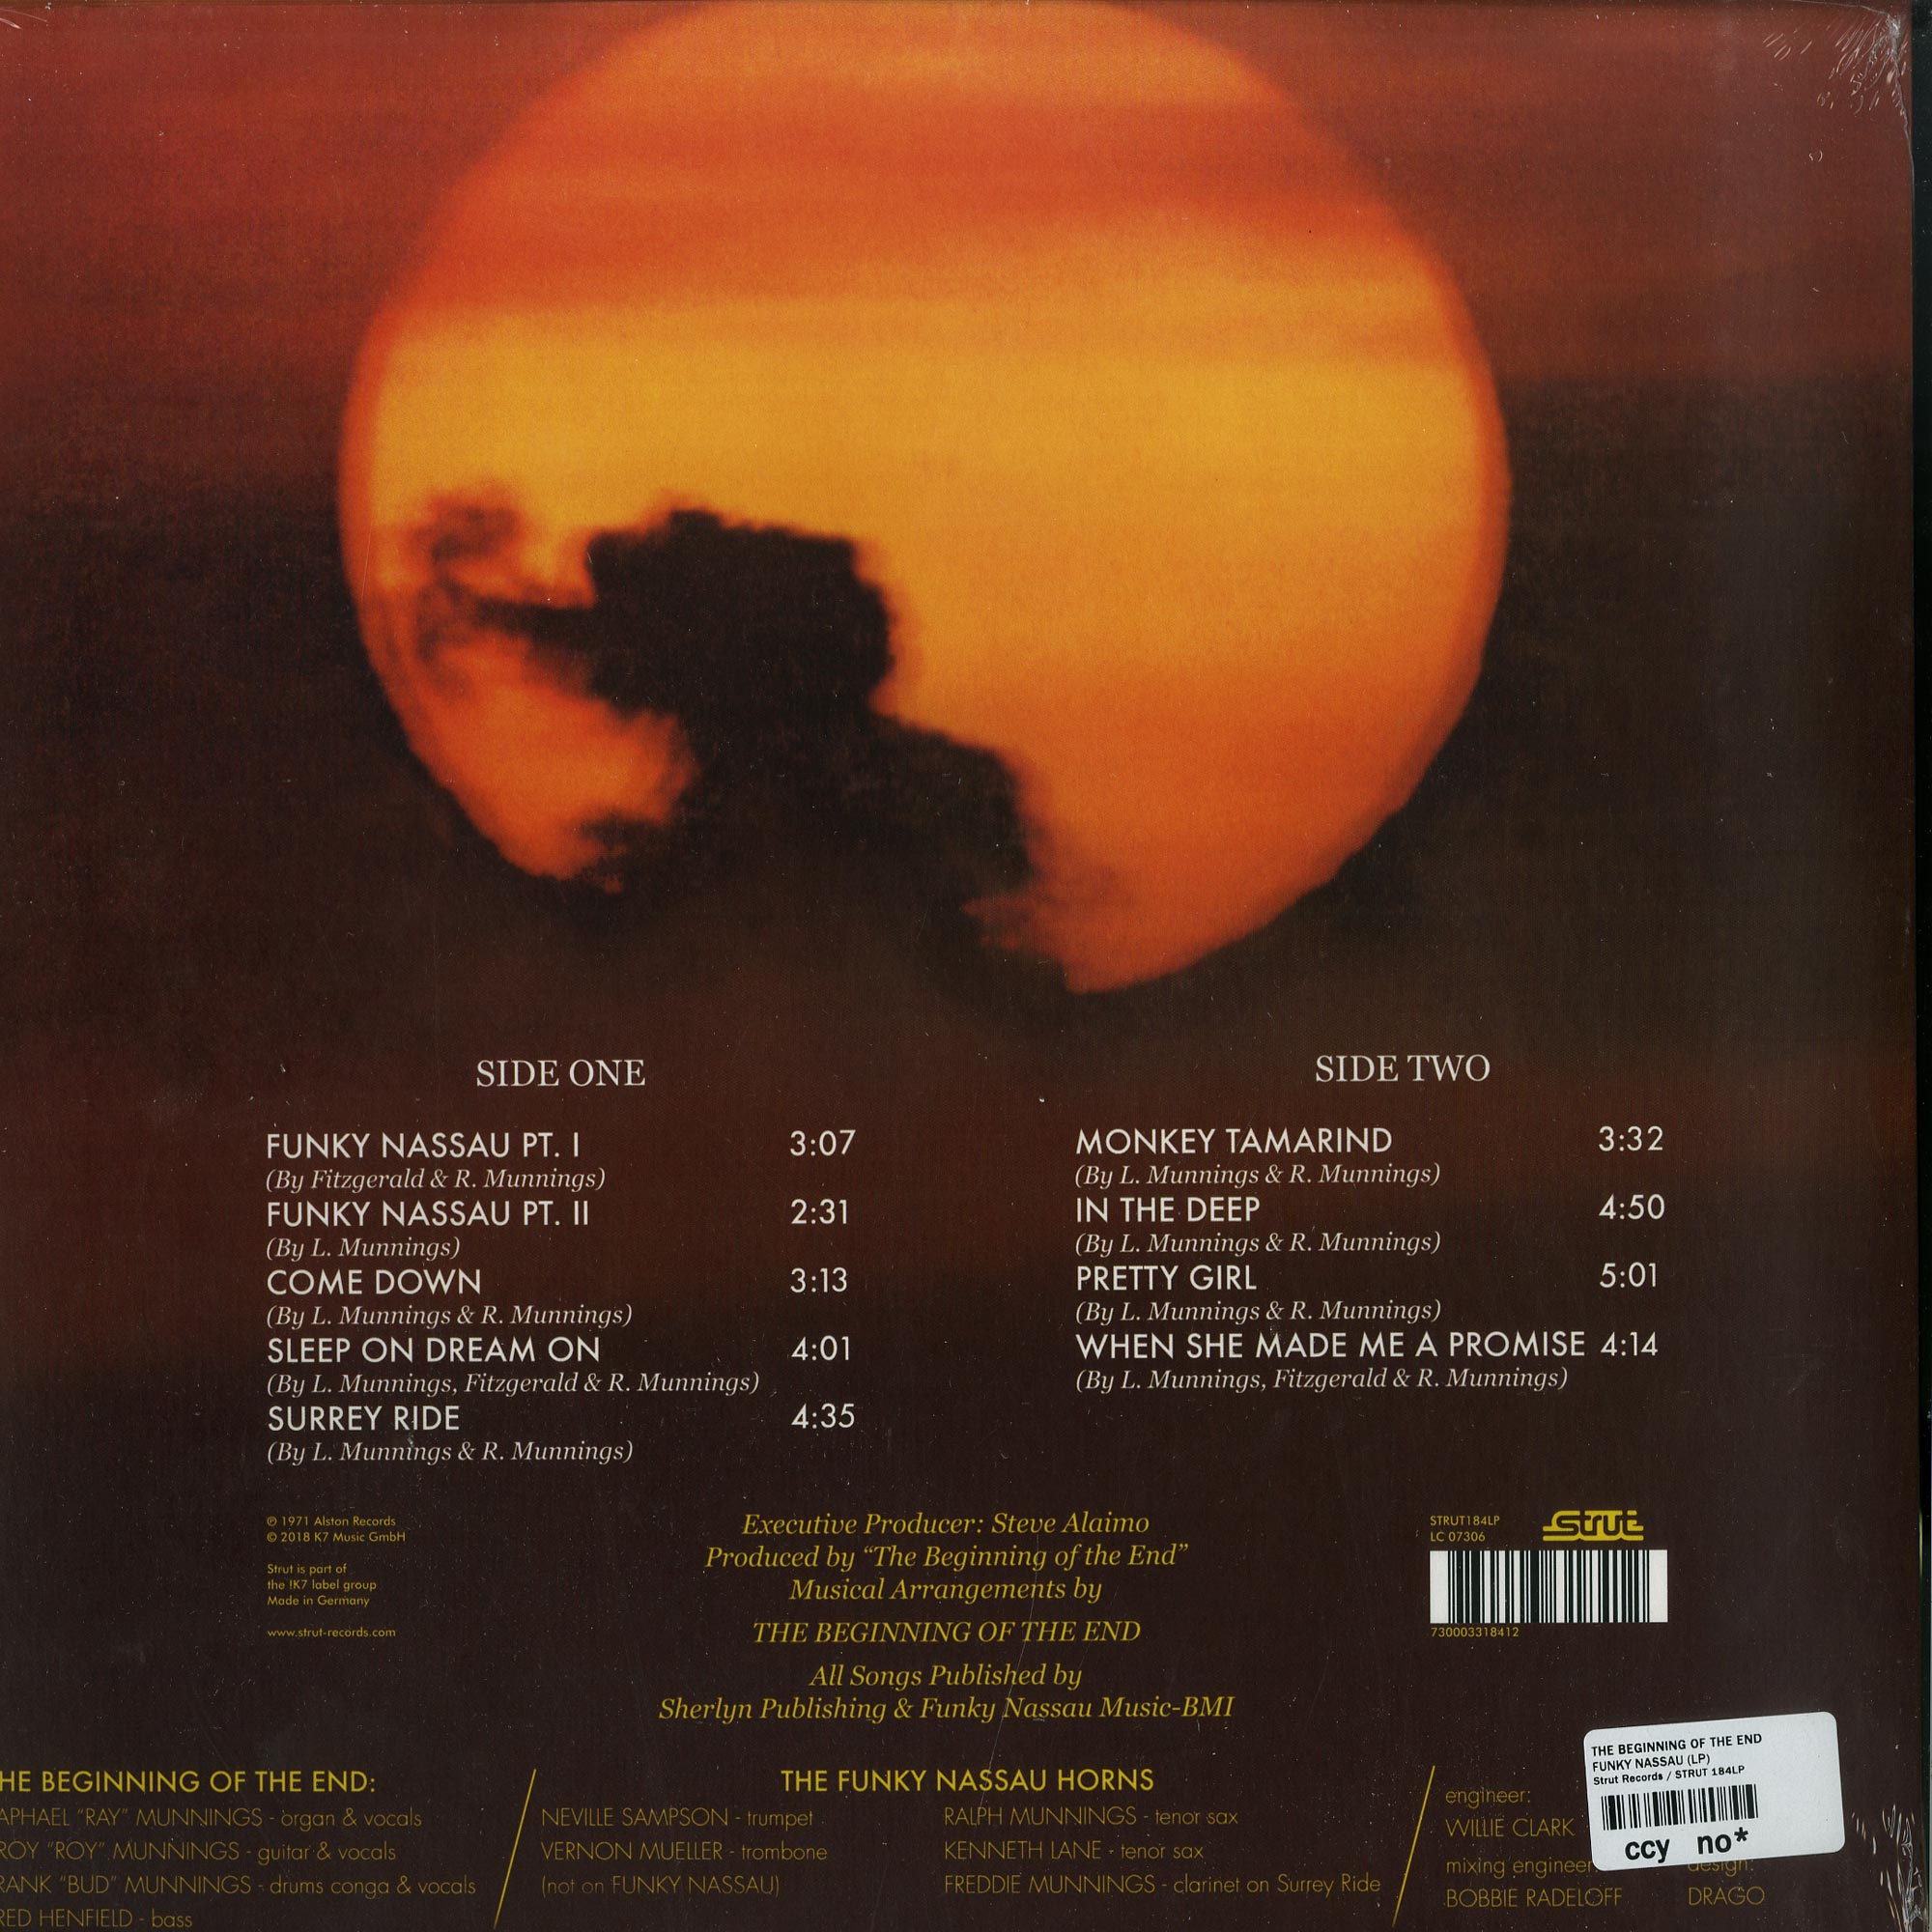 SIDE ONE
FUNKY NASSAU PT. I 3:07
(By Fitzgerald & R. Munnings)
FUNKY NASSAU PT. II 2:31
(By L. Munnings)
COME DOWN 3:13
(By L. Munnings & R. Munnings)
SLEEP ON DREAM ON 4:01
(By L. Munnings, Fitzgerald & R. Munnings)
SURREY RIDE 4:35
(By L. Munnings & R. Munnings)
SIDE TWO
MONKEY TAMARIND 3:32
(By L. Munnings & R. Munnings)
IN THE DEEP 4:50
(By L. Munnings & R. Munnings)
PRETTY GIRL 5:01
(By L. Munnings & R. Munnings)
WHEN SHE MADE ME A PROMISE 4:14
(By L. Munnings, Fitzgerald & R. Munnings)
℗ 1971 Alston Records
© 2018 K7 Music GmbH
Strut is part of
the !K7 label group
Made in Germany
www.strut-records.com
Executive Producer: Steve Alaimo
Produced by “The Beginning of the End”
Musical Arrangements by
THE BEGINNING OF THE END
All Songs Published by
Sherlyn Publishing & Funky Nassau Music-BMI
STRUT184LP
LC 07306
strut
730003318412
HE BEGINNING OF THE END:
APHAEL “RAY” MUNNINGS - organ & vocals
ROY “ROY” MUNNINGS - guitar & vocals
RANK “BUD” MUNNINGS - drums conga & vocals
RED HENFIELD - bass
THE FUNKY NASSAU HORNS
NEVILLE SAMPSON - trumpet
VERNON MUELLER - trombone
(not on FUNKY NASSAU)
RALPH MUNNINGS - tenor sax
KENNETH LANE - tenor sax
FREDDIE MUNNINGS - clarinet on Surrey Ride
engineer:
WILLIE CLARK
mixing engineer
BOBBIE RADELOFF
design:
DRAGO
THE BEGINNING OF THE END
FUNKY NASSAU (LP)
Strut Records / STRUT 184LP
ccy no*